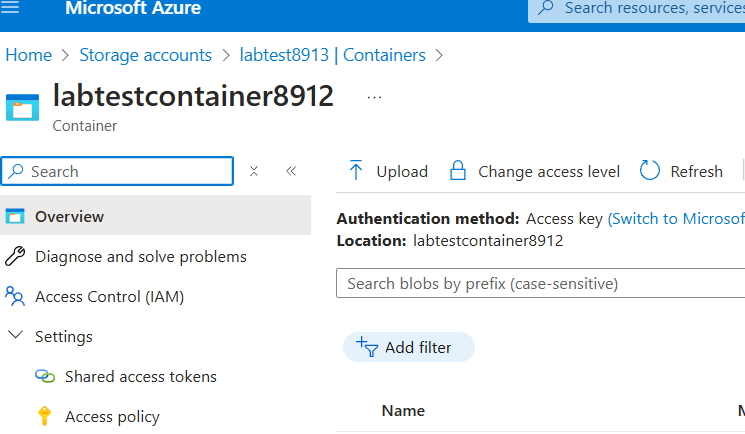 Microsoft Azure
Search resources, services
Home > Storage accounts > labtest8913 | Containers >
labtestcontainer8912 ...
Container
Search
Upload Change access level Refresh
Overview
Authentication method: Access key (Switch to Microsof
Location: labtestcontainer8912
Diagnose and solve problems
Search blobs by prefix (case-sensitive)
Access Control (IAM)
Settings
Add filter
Shared access tokens
Name
Access policy